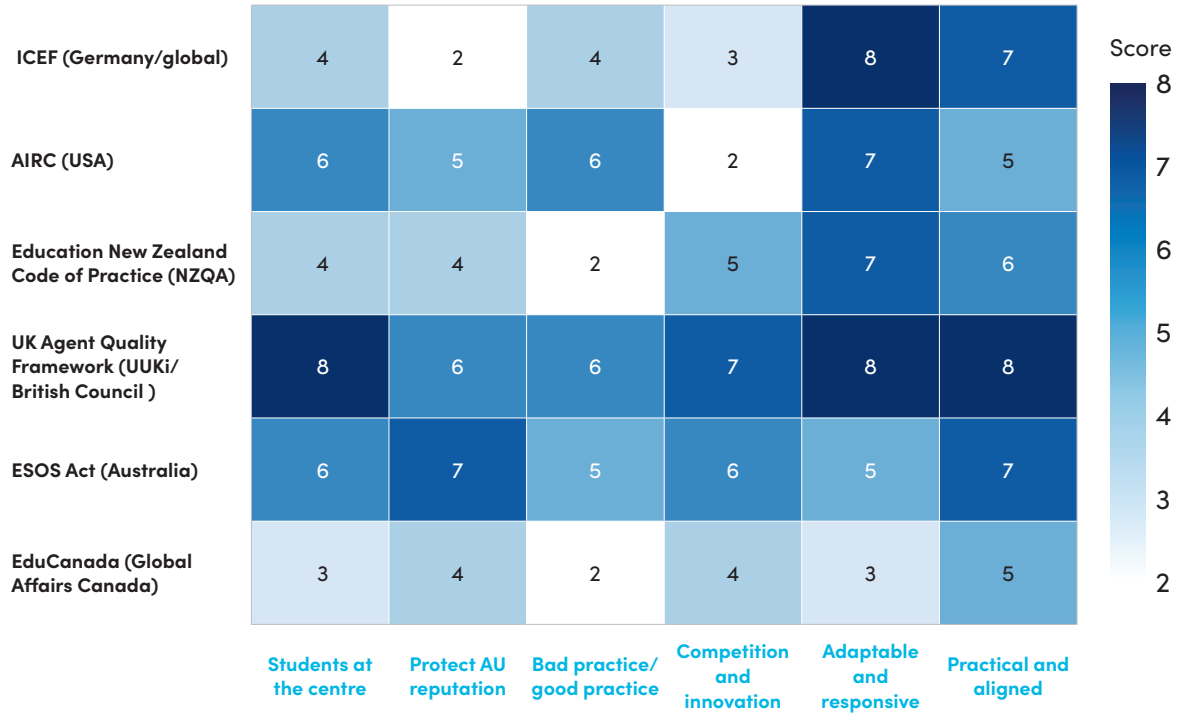 ICEF (Germany/global)
4 2 4 3 8 7
Score
8
AIRC (USA)
6 5 6 2 7 5
7
Education New Zealand
Code of Practice (NZQA)
4 4 2 5 7 6
6
UK Agent Quality
Framework (UUKi/
British Council )
8 6 6 7 8 8
5
4
ESOS Act (Australia)
6 7 5 6 5 7
3
EduCanada (Global
Affairs Canada)
3 4 2 4 3 5
2
Students at
the centre
Protect AU
reputation
Bad practice/
good practice
Competition
and
innovation
Adaptable
and
responsive
Practical and
aligned